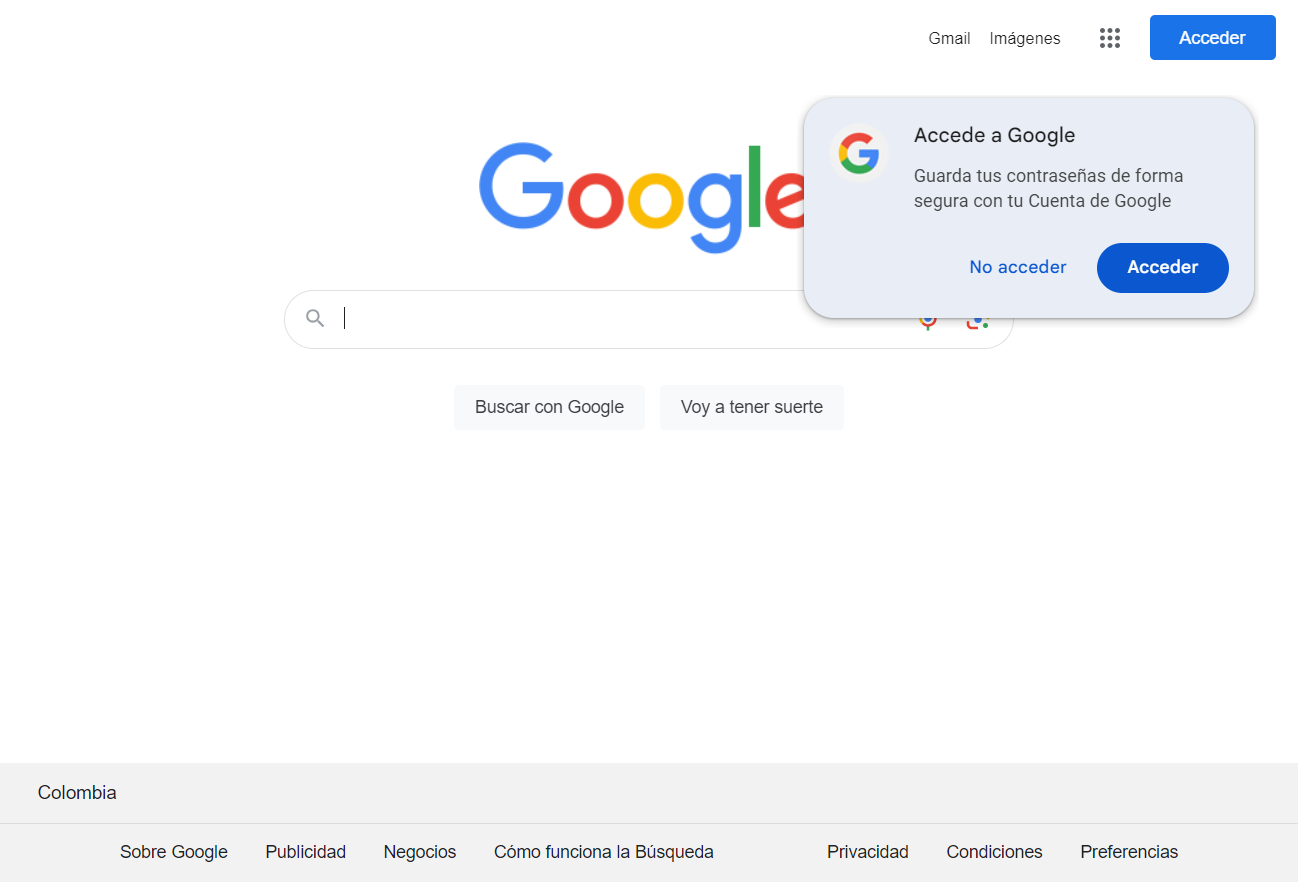 Gmail Imágenes Acceder
Google
Accede a Google
Guarda tus contraseñas de forma
segura con tu Cuenta de Google
No acceder Acceder
Buscar con Google Voy a tener suerte
Colombia
Sobre Google Publicidad Negocios Cómo funciona la Búsqueda Privacidad Condiciones Preferencias